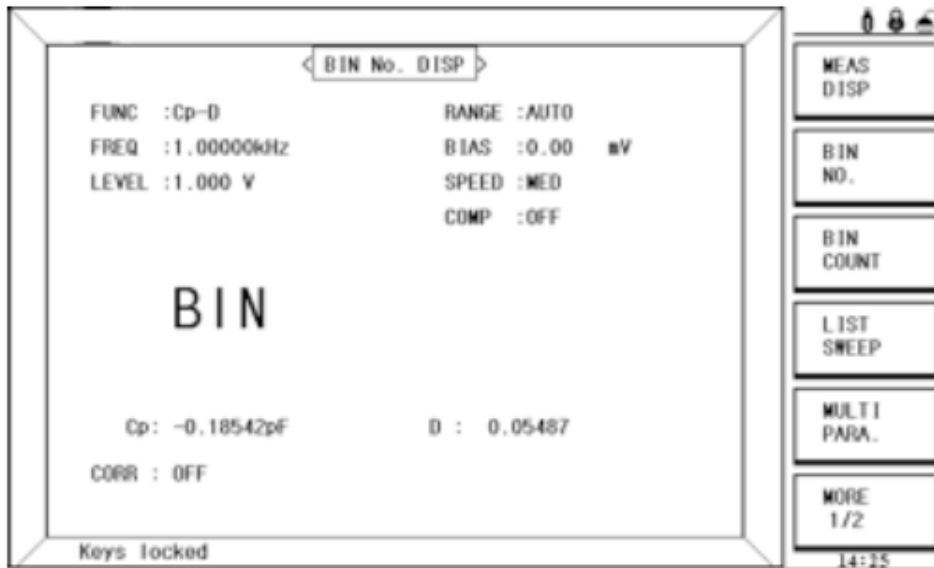 <BIN No. DISP>
FUNC :Cp-D RANGE :AUTO
FREQ :1.00000kHz BIAS :0.00 mV
LEVEL :1.000 V SPEED :MED
COMP :OFF
BIN
Cp: -0.18542pF D : 0.05487
CORR : OFF
Keys locked
MEAS
DISP
BIN
NO.
BIN
COUNT
LIST
SWEEP
MULTI
PARA.
MORE
1/2
14:25